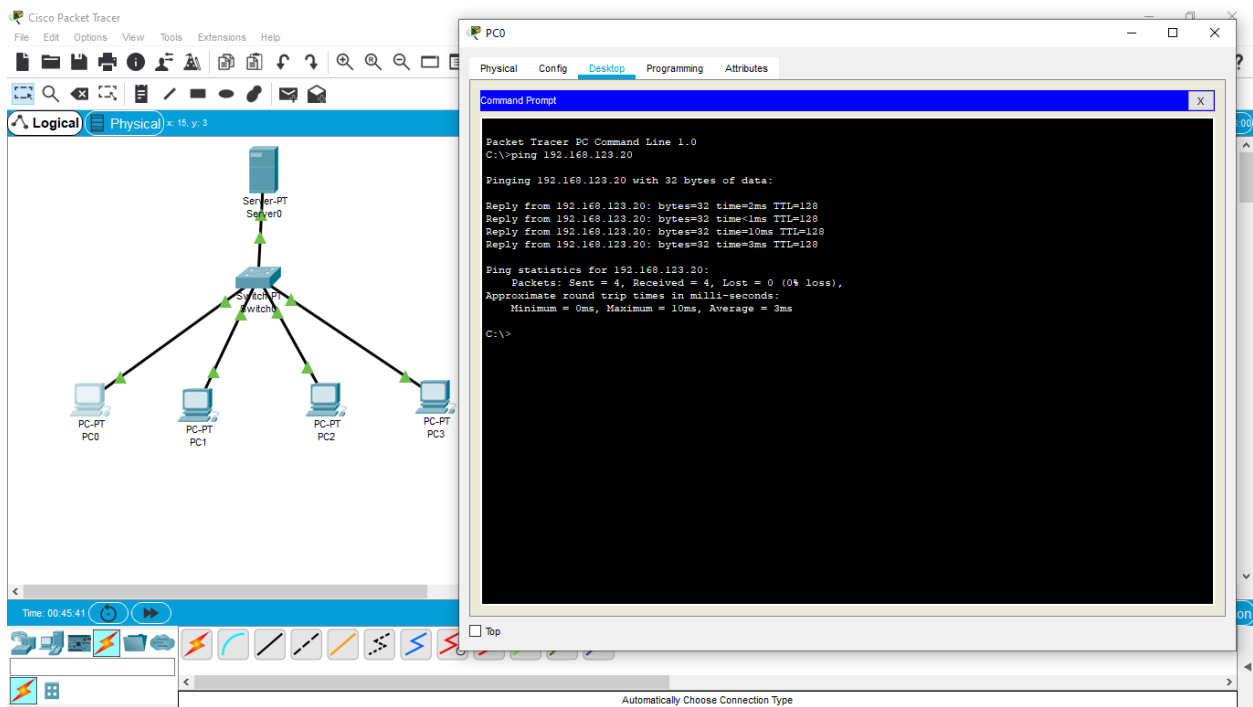 Cisco Packet Tracer
File Edit Options View Tools Extensions Help
Logical
Physical
x: 15, y: 3
Server-PT
Server0
Switch-PT
Switch0
PC-PT
PC0
PC-PT
PC1
PC-PT
PC2
PC-PT
PC3
Time: 00:45:41
PC0
Physical Config Desktop Programming Attributes
Command Prompt
X
Packet Tracer PC Command Line 1.0
C:\>ping 192.168.123.20
Pinging 192.168.123.20 with 32 bytes of data:
Reply from 192.168.123.20: bytes=32 time=2ms TTL=128
Reply from 192.168.123.20: bytes=32 time<1ms TTL=128
Reply from 192.168.123.20: bytes=32 time=10ms TTL=128
Reply from 192.168.123.20: bytes=32 time=3ms TTL=128
Ping statistics for 192.168.123.20:
Packets: Sent = 4, Received = 4, Lost = 0 (0% loss),
Approximate round trip times in milli-seconds:
Minimum = 0ms, Maximum = 10ms, Average = 3ms
C:\>
Top
:00
on
Automatically Choose Connection Type